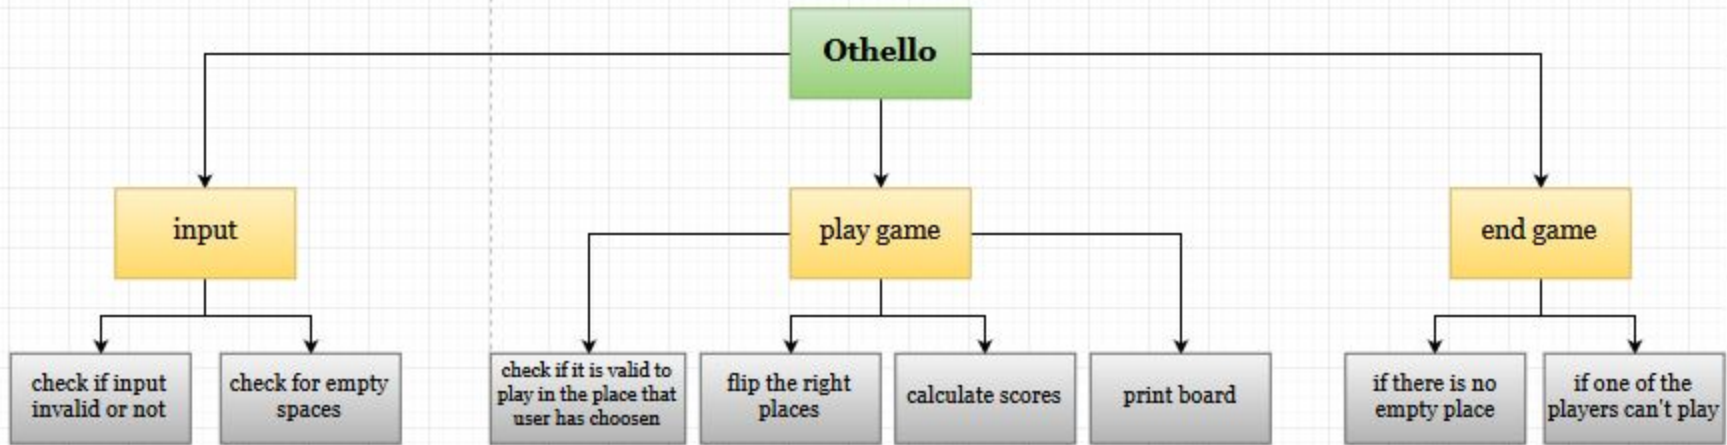 Othello
input
play game
end game
check if input
invalid or not
check for empty
spaces
check if it is valid to
play in the place that
user has choosen
flip the right
places
calculate scores
print board
if there is no
empty place
if one of the
players can't play